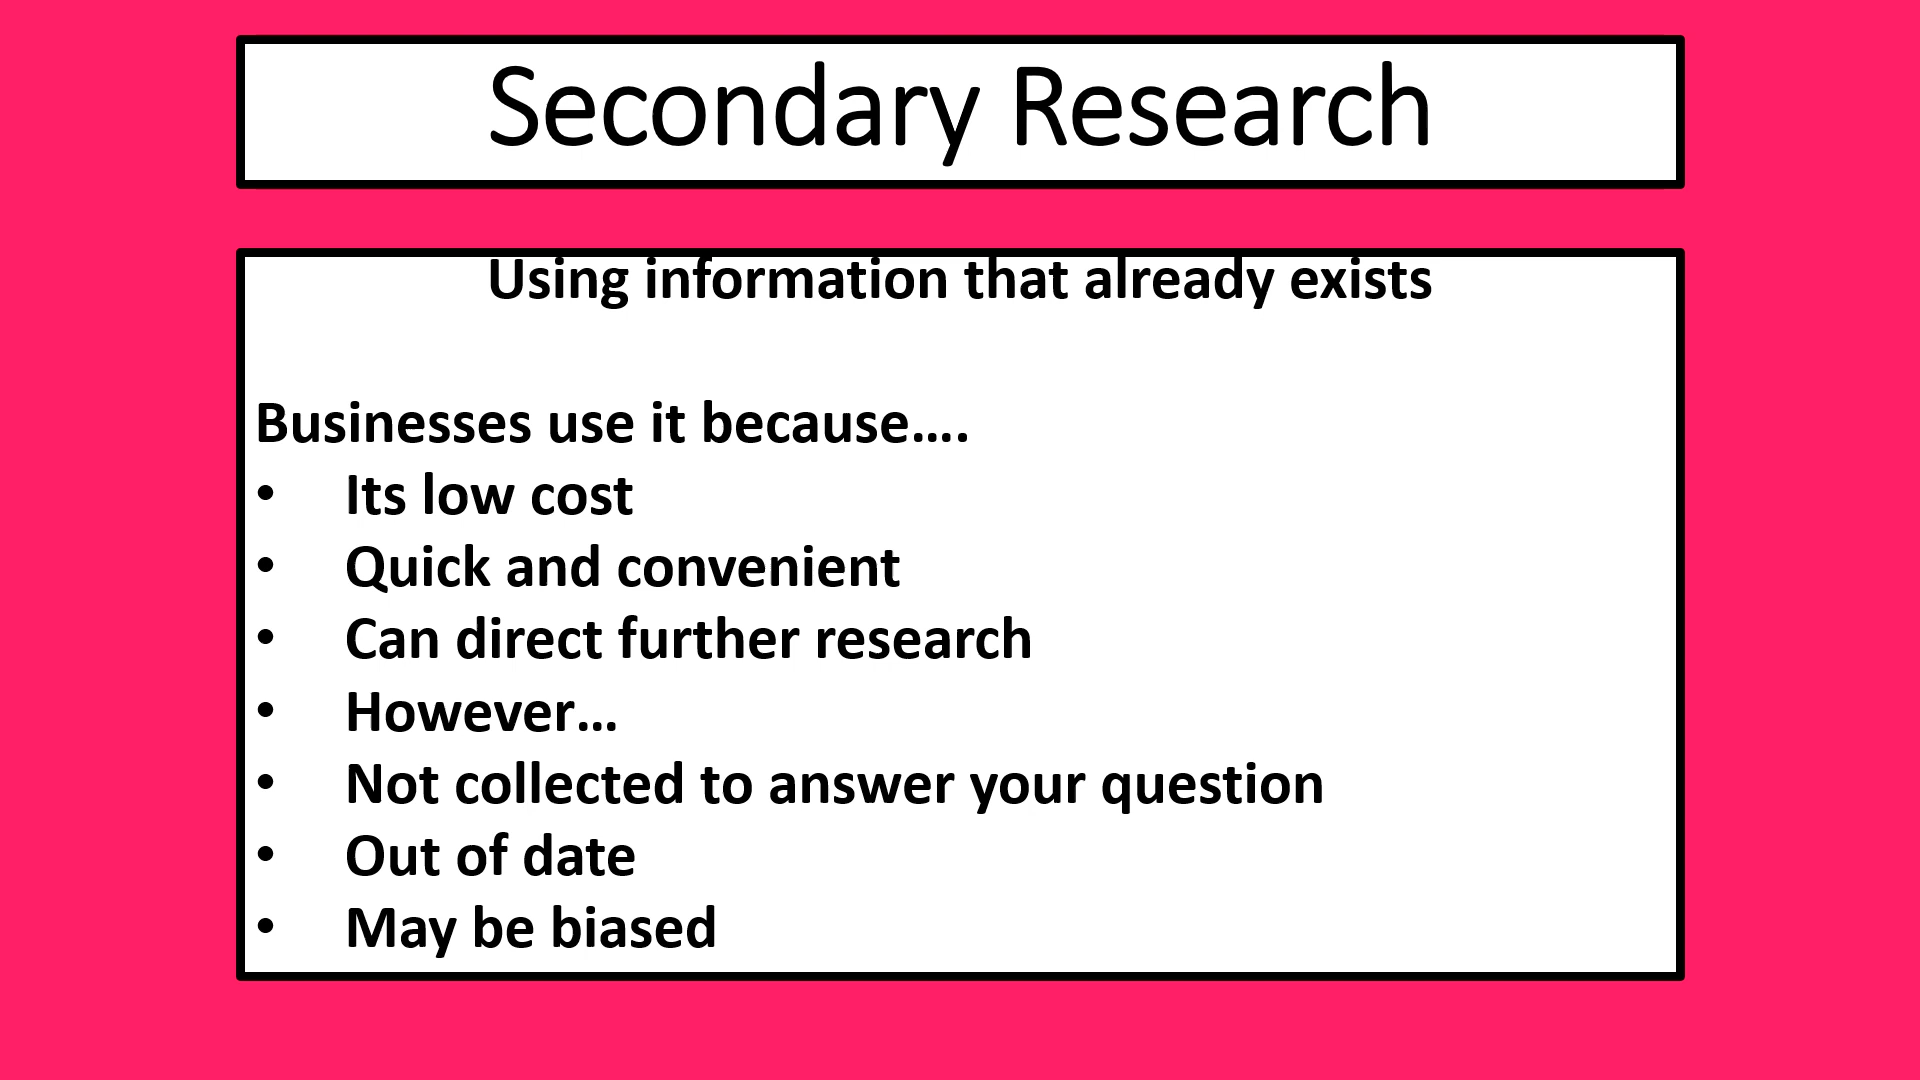 Secondary Research
Using information that already exists
Businesses use it because….
• Its low cost
• Quick and convenient
• Can direct further research
• However…
• Not collected to answer your question
• Out of date
• May be biased